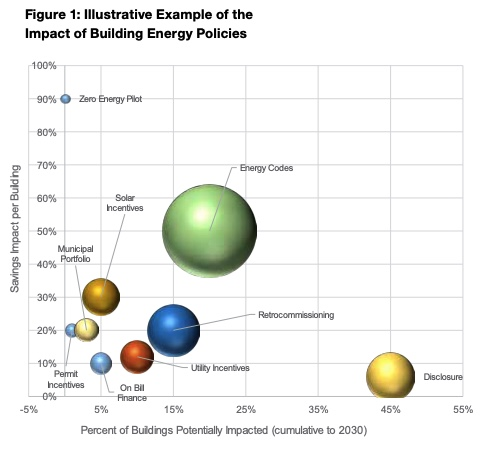 Figure 1: Illustrative Example of the
Impact of Building Energy Policies
100%
90%
Zero Energy Pilot
80%
70%
Energy Codes
60%
Solar
Incentives
50%
Municipal
Portfolio
40%
30%
Retrocommissioning
20%
10%
Utility Incentives
Disclosure
Permit
Incentives
On Bill
Finance
0%
-5%
5%
15%
25%
35%
45%
55%
Savings Impact per Building
Percent of Buildings Potentially Impacted (cumulative to 2030)